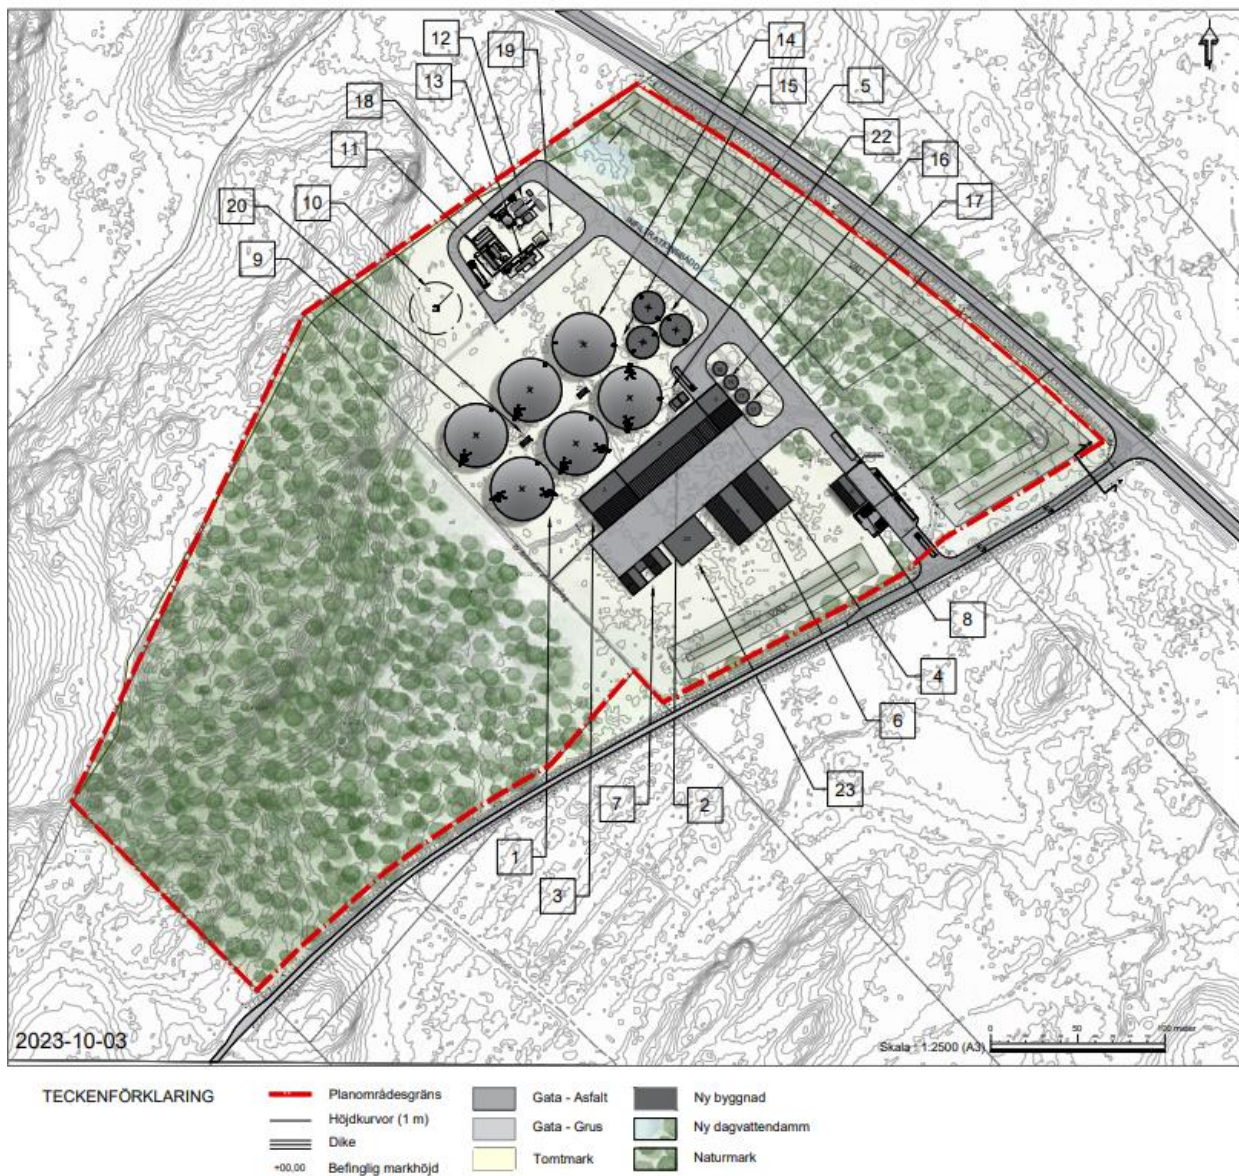 12
19
14
13
15
18
5
11
22
10
16
20
17
9
INFILTRATIONSBÄDD
8
4
6
7
2
23
1
3
2023-10-03
0
50
100 meter
Skala : 1:2500 (A3)
TECKENFÖRKLARING
Planområdesgräns
Höjdkurvor (1 m)
Dike
+00,00 Befinglig markhöjd
Gata - Asfalt
Gata - Grus
Tomtmark
Ny byggnad
Ny dagvattendamm
Naturmark